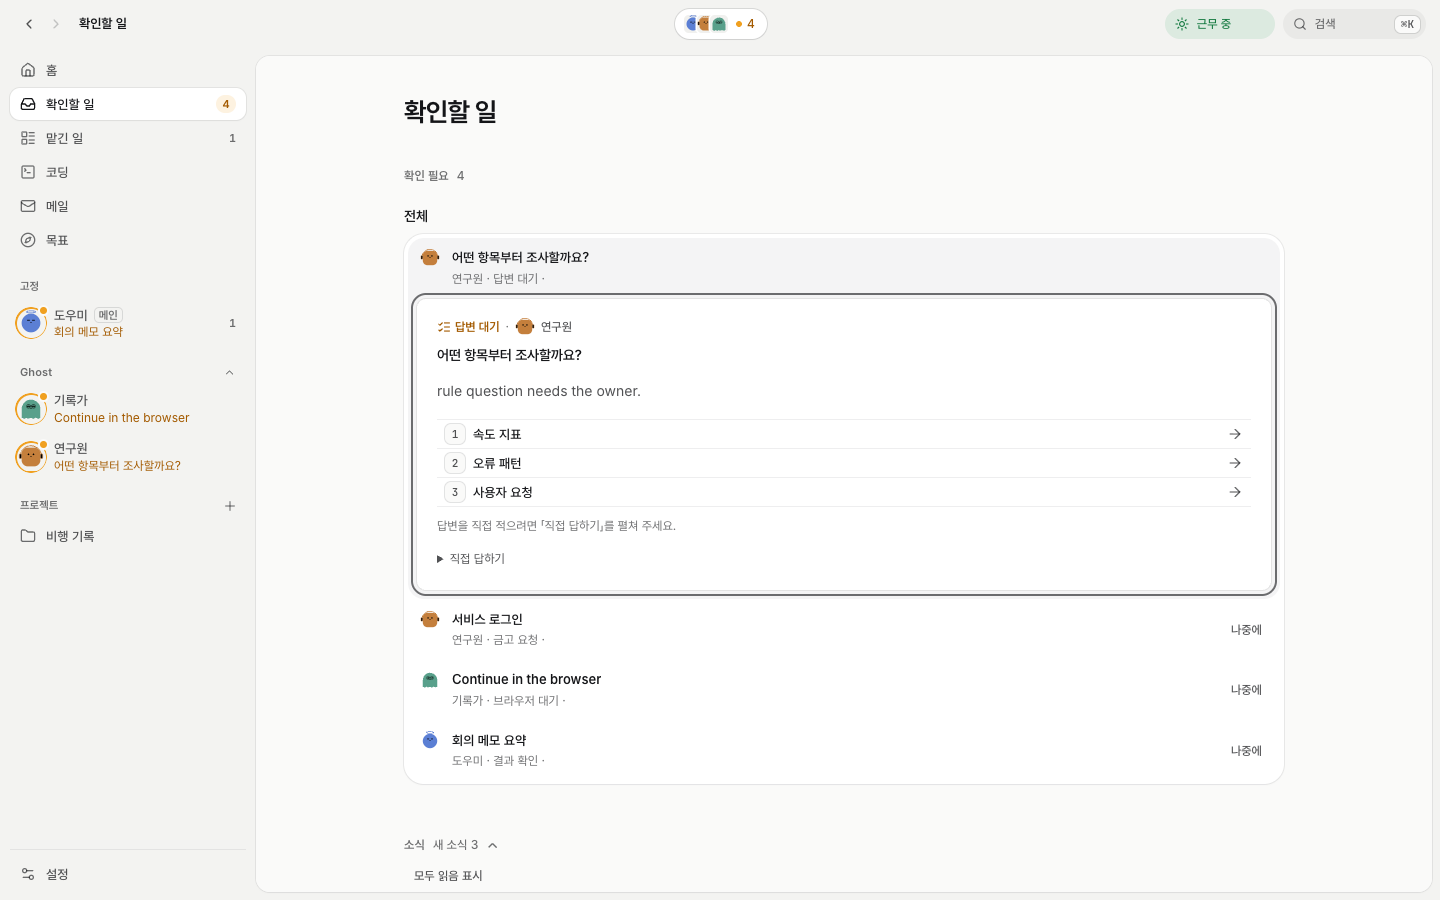 확인할 일
4
근무 중
검색
⌘K
홈
확인할 일 4
맡긴 일 1
코딩
메일
목표
고정
도우미 메인
회의 메모 요약
1
Ghost
기록가
Continue in the browser
연구원
어떤 항목부터 조사할까요?
프로젝트
비행 기록
설정
확인할 일
확인 필요 4
전체
어떤 항목부터 조사할까요?
연구원 · 답변 대기 ·
답변 대기 · 연구원
어떤 항목부터 조사할까요?
rule question needs the owner.
1 속도 지표
2 오류 패턴
3 사용자 요청
답변을 직접 적으려면 「직접 답하기」를 펼쳐 주세요.
직접 답하기
서비스 로그인
연구원 · 금고 요청 ·
나중에
Continue in the browser
기록가 · 브라우저 대기 ·
나중에
회의 메모 요약
도우미 · 결과 확인 ·
나중에
소식 새 소식 3
모두 읽음 표시